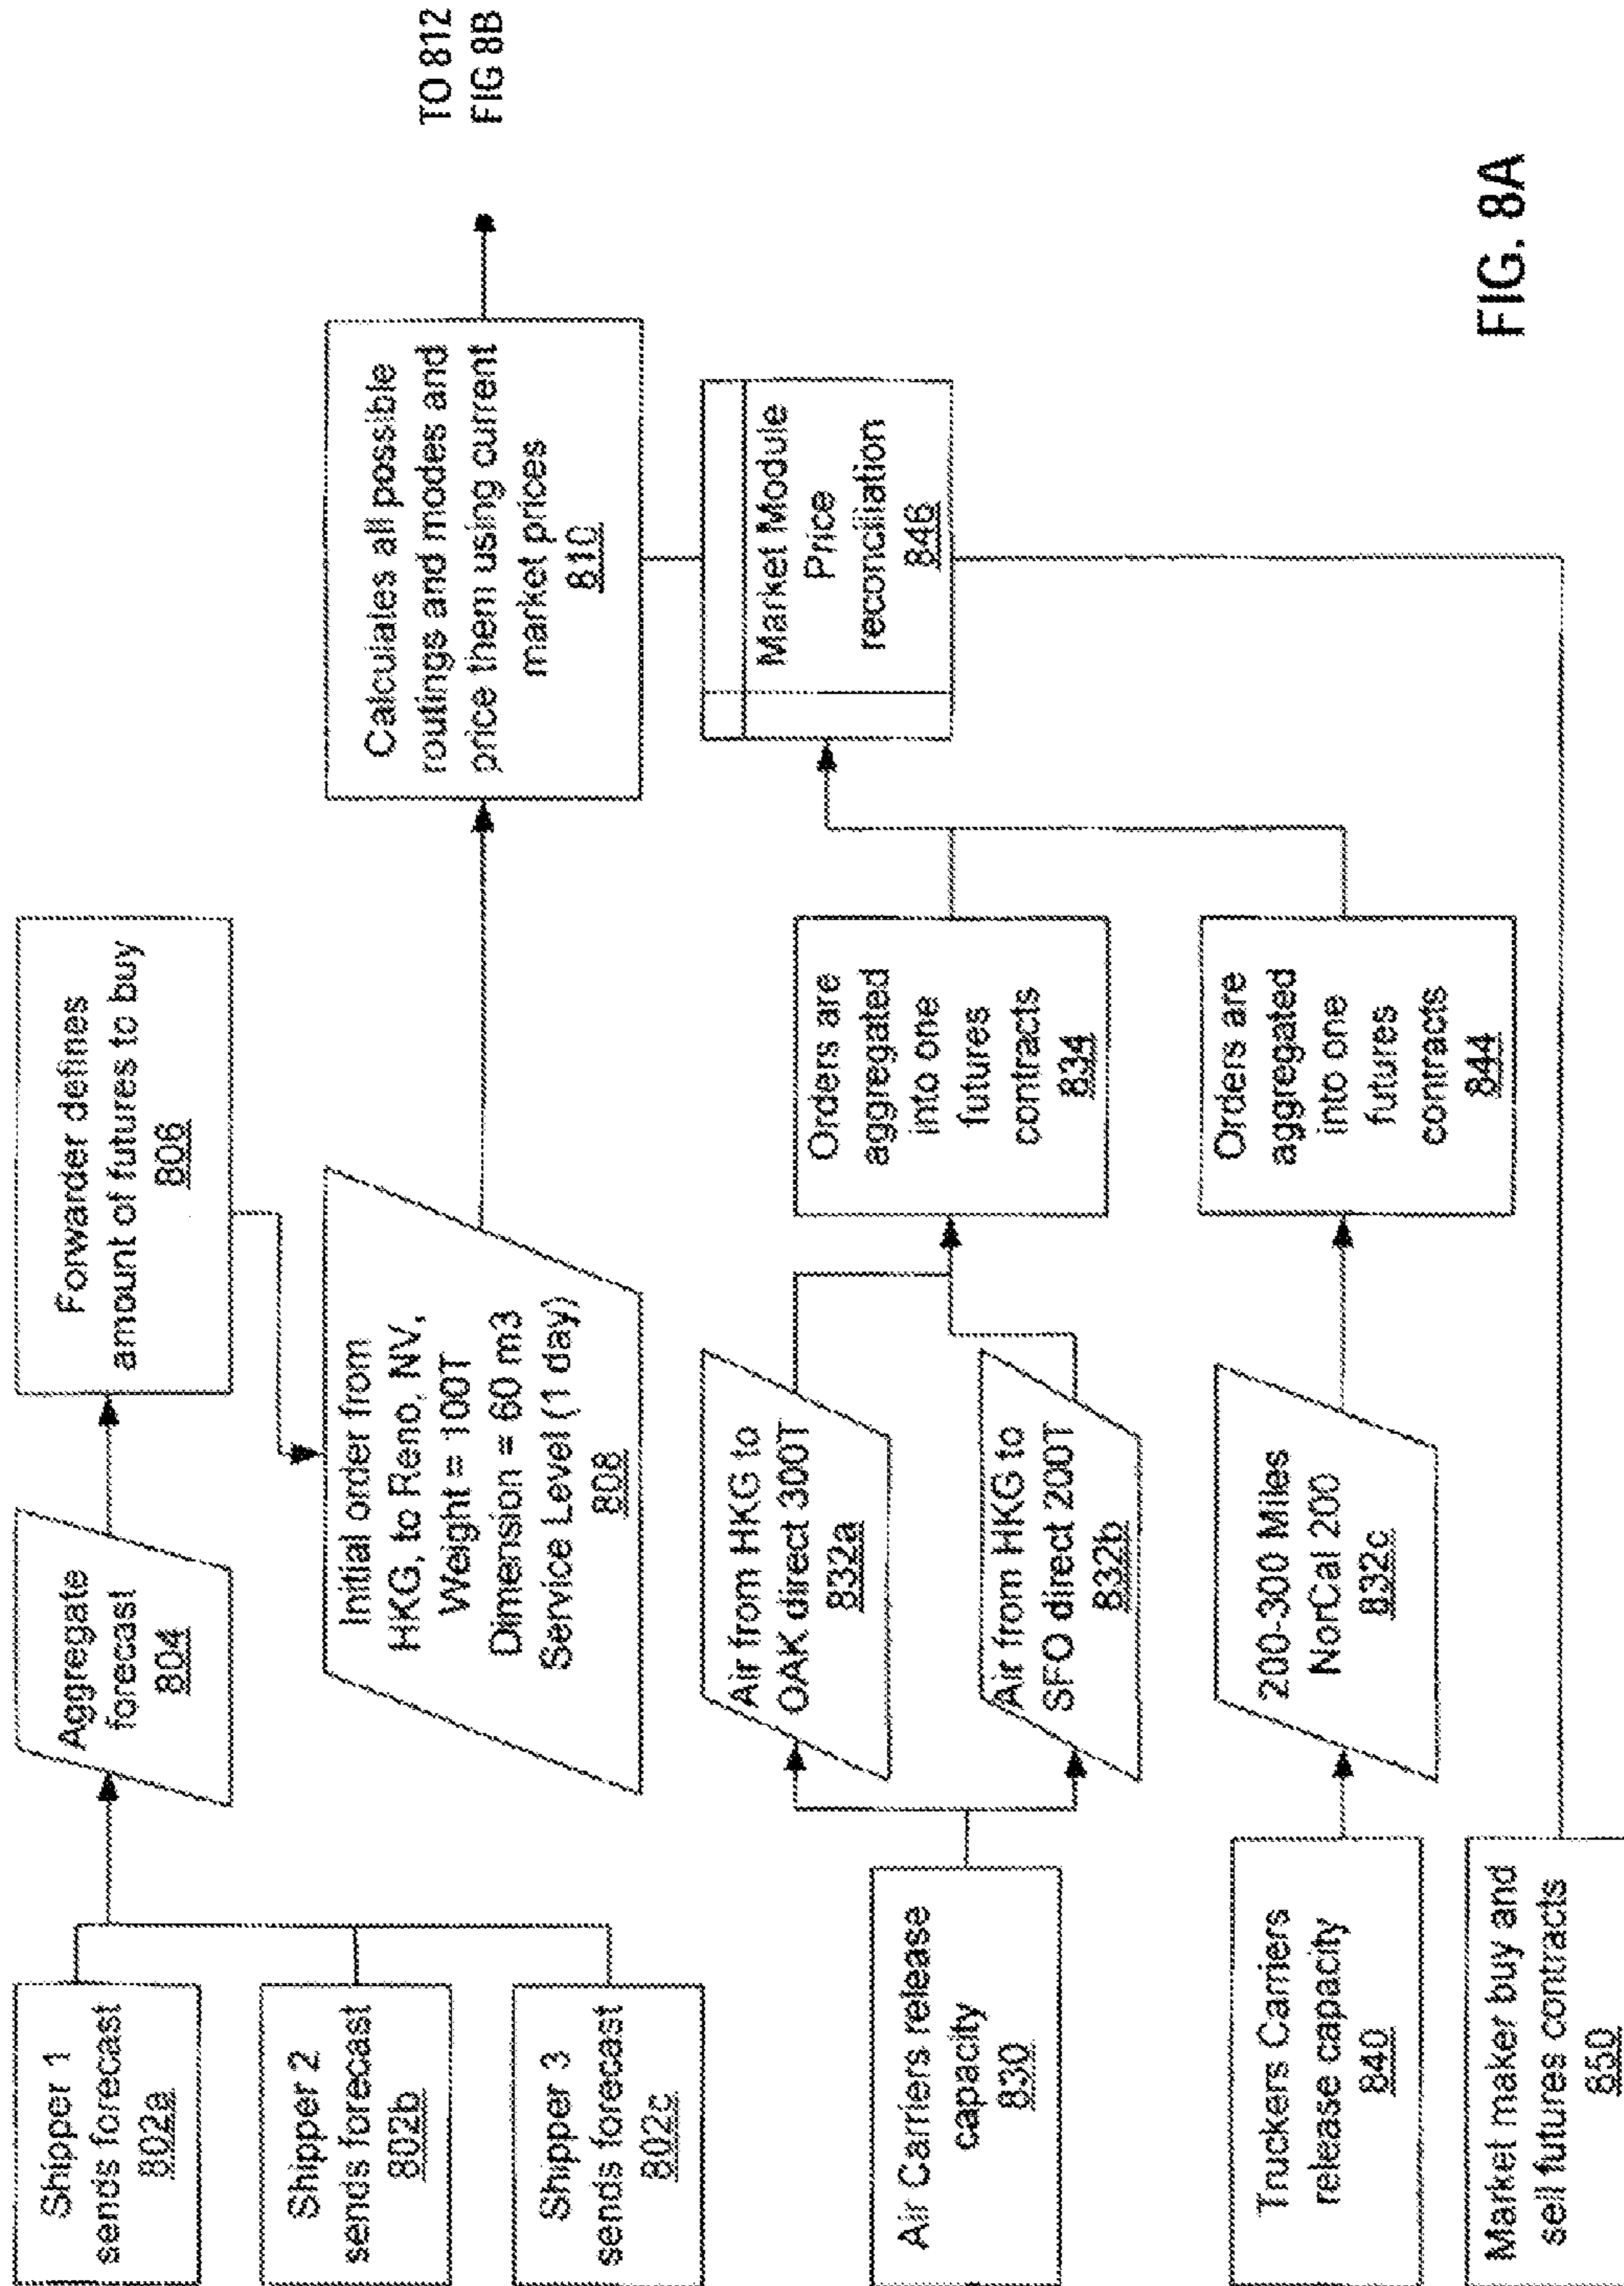 Shipper 1
sends forecast
802a
Shipper 2
sends forecast
802b
Shipper 3
sends forecast
802c
Aggregate
forecast
804
Forwarder defines
amount of futures to buy
806
Initial order from
HKG, to Reno, NV,
Weight = 100T
Dimension = 60 m3
Service Level (1 day)
808
Calculates all possible
routings and modes and
price them using current
market prices
810
TO 812
FIG 8B
Air Carriers release
capacity
830
Air from HKG to
OAK direct 300T
832a
Air from HKG to
SFO direct 200T
832b
Orders are
aggregated
into one
futures
contracts
834
Market Module
Price
reconciliation
846
Truckers Carriers
release capacity
840
200-300 Miles
NorCal 200
832c
Orders are
aggregated
into one
futures
contracts
844
Market maker buy and
sell futures contracts
850
FIG. 8A